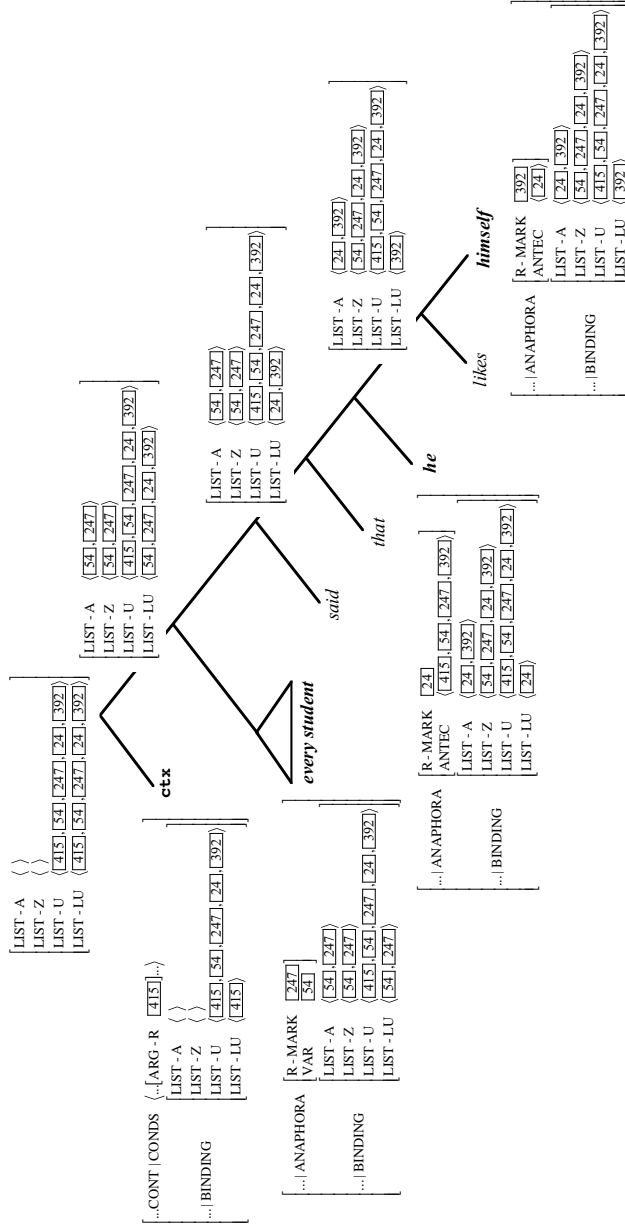 LIST-A ⟨⟩
LIST-Z ⟨⟩
LIST-U ⟨415, 54, 247, 24, 392⟩
LIST-LU ⟨415, 54, 247, 24, 392⟩
LIST-A ⟨54, 247⟩
LIST-Z ⟨54, 247⟩
LIST-U ⟨415, 54, 247, 24, 392⟩
LIST-LU ⟨54, 247, 24, 392⟩
ctx
...CONT|CONDS ⟨...[ARG-R 415]...⟩
...|BINDING
LIST-A ⟨⟩
LIST-Z ⟨⟩
LIST-U ⟨415, 54, 247, 24, 392⟩
LIST-LU ⟨415⟩
LIST-A ⟨54, 247⟩
LIST-Z ⟨54, 247⟩
LIST-U ⟨415, 54, 247, 24, 392⟩
LIST-LU ⟨24, 392⟩
every student
said
...|ANAPHORA
R-MARK 247
VAR 54
...|BINDING
LIST-A ⟨54, 247⟩
LIST-Z ⟨54, 247⟩
LIST-U ⟨415, 54, 247, 24, 392⟩
LIST-LU ⟨54, 247⟩
LIST-A ⟨24, 392⟩
LIST-Z ⟨54, 247, 24, 392⟩
LIST-U ⟨415, 54, 247, 24, 392⟩
LIST-LU ⟨392⟩
that
he
...|ANAPHORA
R-MARK 24
ANTEC ⟨415, 54, 247, 392⟩
...|BINDING
LIST-A ⟨24, 392⟩
LIST-Z ⟨54, 247, 24, 392⟩
LIST-U ⟨415, 54, 247, 24, 392⟩
LIST-LU ⟨24⟩
likes
himself
...|ANAPHORA
R-MARK 392
ANTEC ⟨24⟩
...|BINDING
LIST-A ⟨24, 392⟩
LIST-Z ⟨54, 247, 24, 392⟩
LIST-U ⟨415, 54, 247, 24, 392⟩
LIST-LU ⟨392⟩